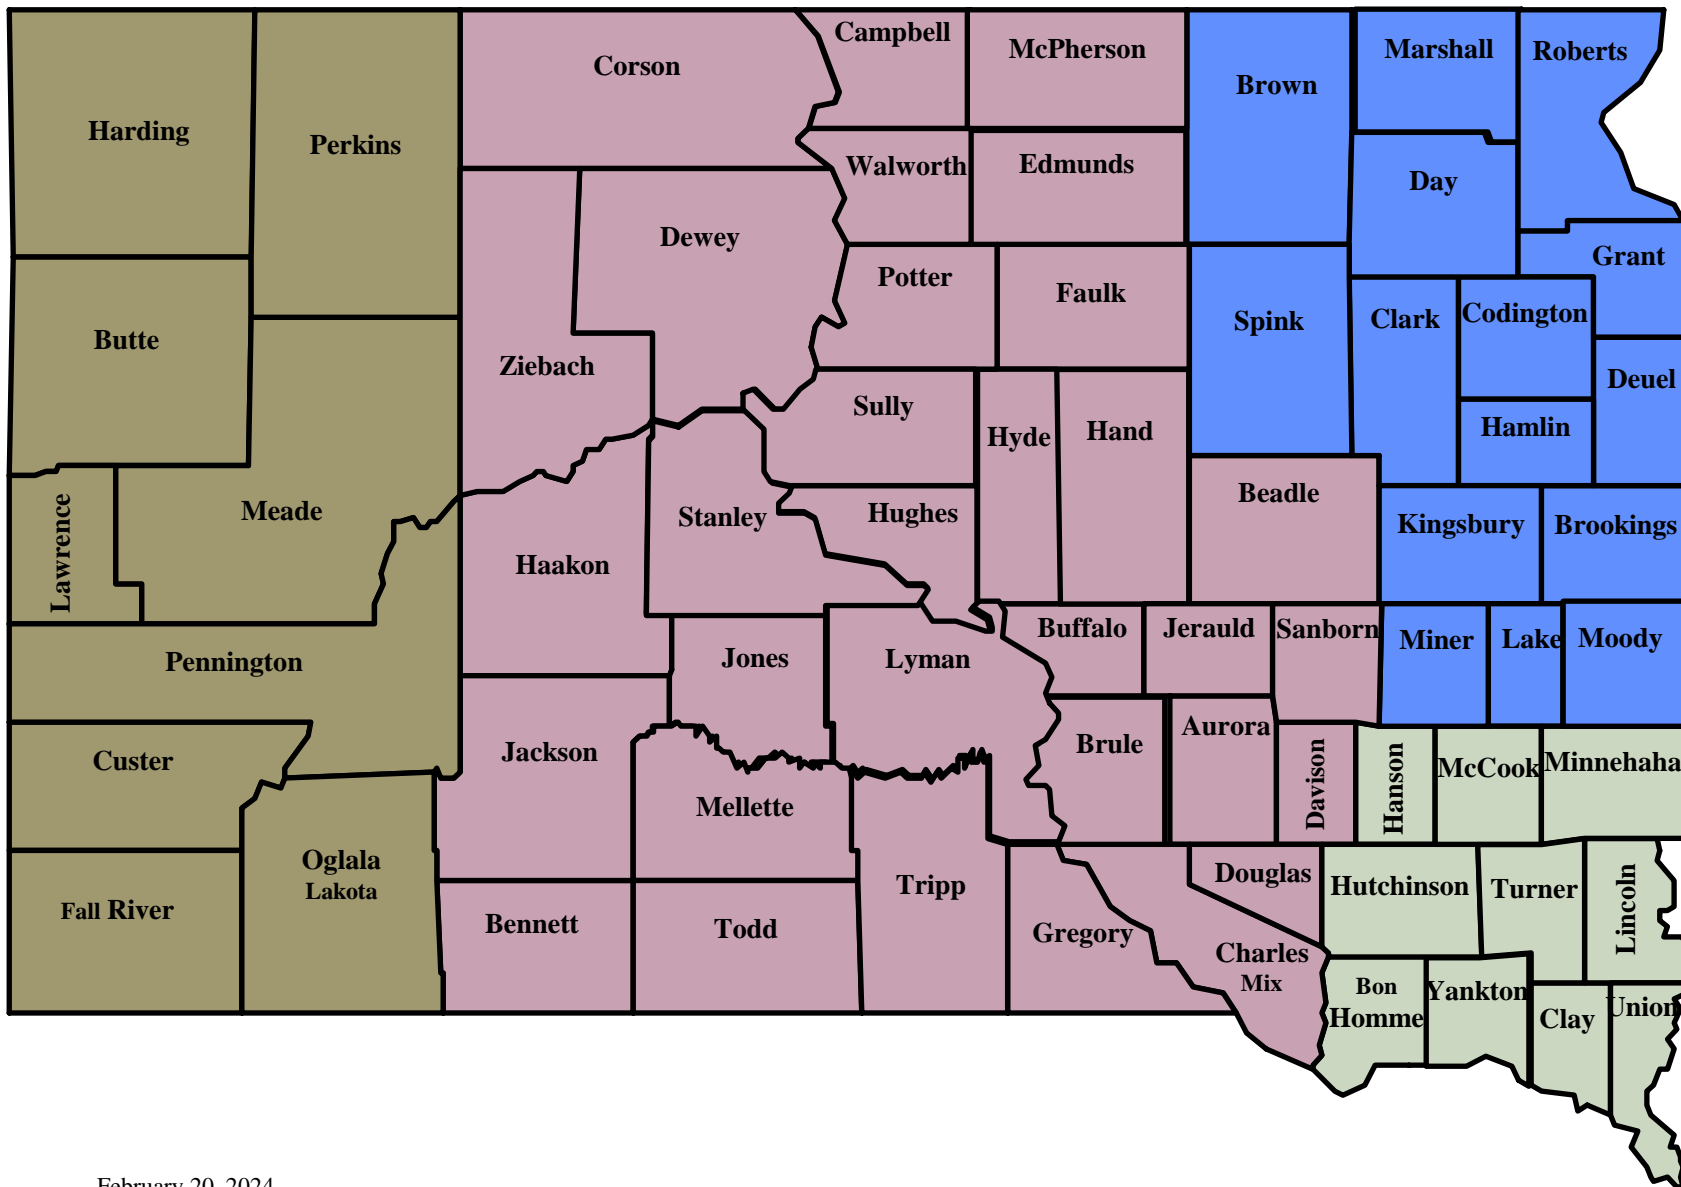 Campbell
McPherson
Marshall
Roberts
Corson
Brown
Harding
Perkins
Walworth
Edmunds
Day
Dewey
Grant
Potter
Faulk
Spink
Clark
Codington
Butte
Ziebach
Deuel
Sully
Hyde
Hand
Hamlin
Beadle
Meade
Stanley
Hughes
Kingsbury
Brookings
Lawrence
Haakon
Buffalo
Jerauld
Sanborn
Miner
Lake
Moody
Pennington
Jones
Lyman
Custer
Jackson
Brule
Aurora
Davison
Hanson
McCook
Minnehaha
Mellette
Oglala
Lakota
Tripp
Douglas
Hutchinson
Turner
Lincoln
Fall River
Bennett
Todd
Gregory
Charles
Mix
Bon
Homme
Yankton
Clay
Union
February 20, 2024